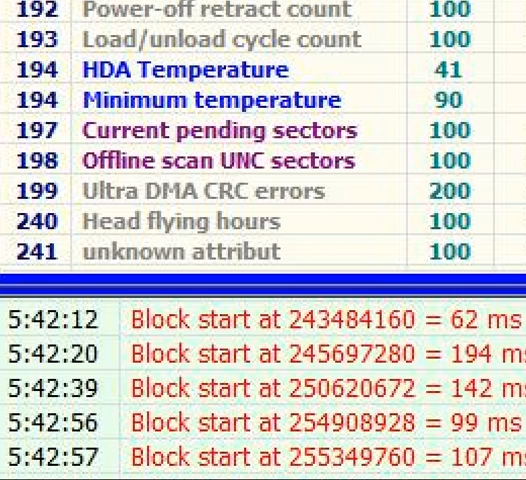 192 Power-off retract count 100
193 Load/unload cycle count 100
194 HDA Temperature 41
194 Minimum temperature 90
197 Current pending sectors 100
198 Offline scan UNC sectors 100
199 Ultra DMA CRC errors 200
240 Head flying hours 100
241 unknown attribut 100
5:42:12 Block start at 243484160 = 62 ms
5:42:20 Block start at 245697280 = 194 ms
5:42:39 Block start at 250620672 = 142 ms
5:42:56 Block start at 254908928 = 99 ms
5:42:57 Block start at 255349760 = 107 ms